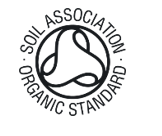 · SOIL ASSOCIATION ·
ORGANIC STANDARD